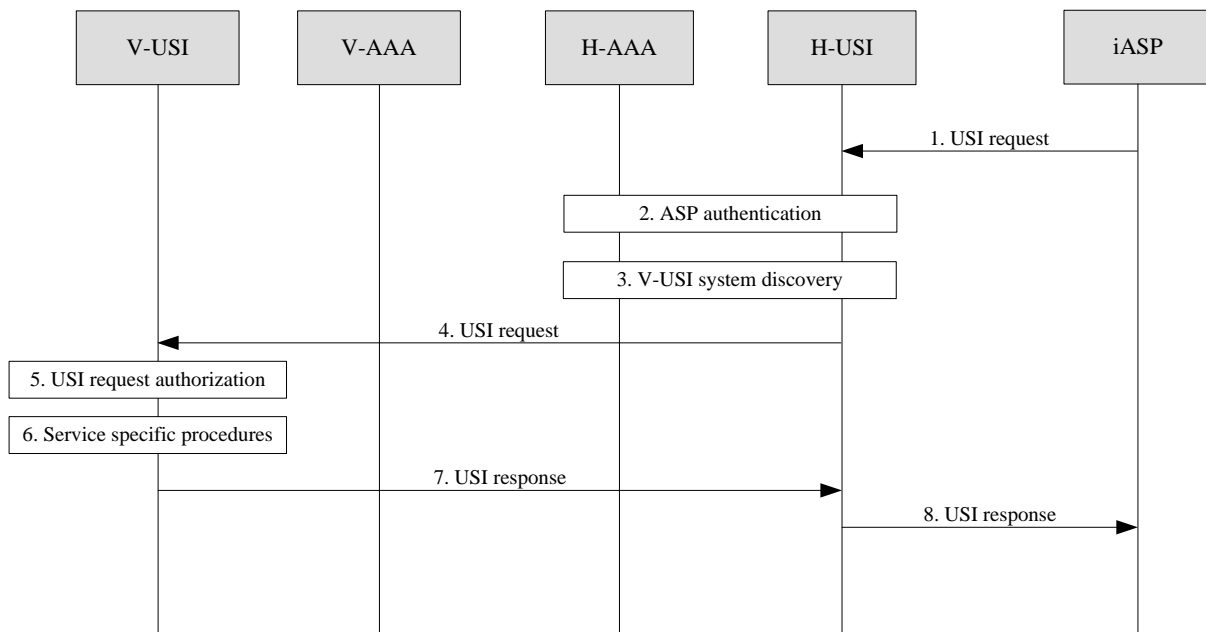 V-USI
V-AAA
H-AAA
H-USI
iASP
1. USI request
2. ASP authentication
3. V-USI system discovery
4. USI request
5. USI request authorization
6. Service specific procedures
7. USI response
8. USI response